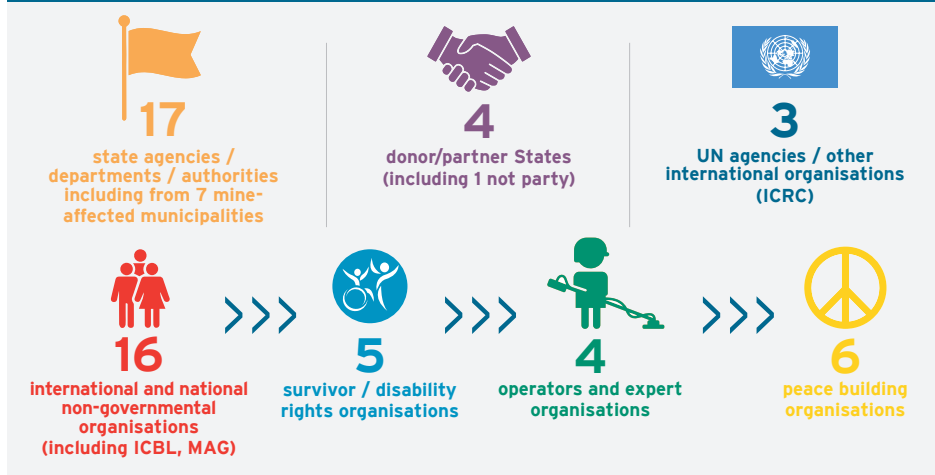 17
state agencies /
departments / authorities
including from 7 mine-
affected municipalities
4
donor/partner States
(including 1 not party)
3
UN agencies / other
international organisations
(ICRC)
16
international and national
non-governmental
organisations
(including ICBL, MAG)
5
survivor / disability
rights organisations
4
operators and expert
organisations
6
peace building
organisations